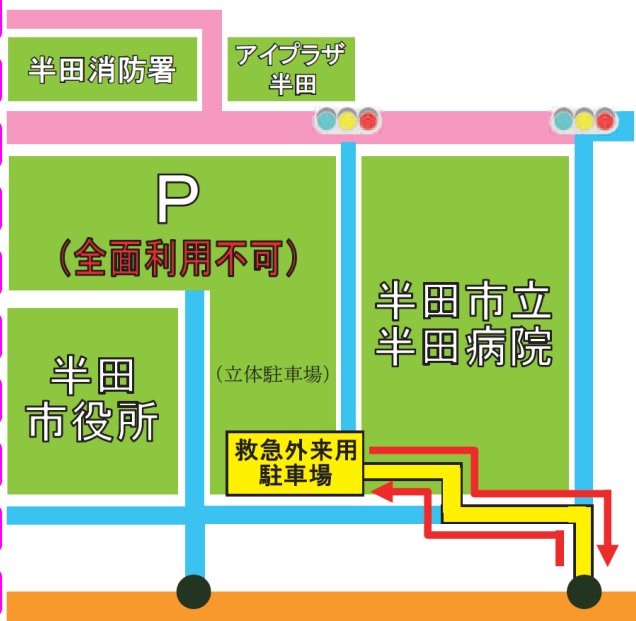 半田消防署
アイプラザ
半田
P
(全面利用不可)
半田市立
半田病院
半田
市役所
(立体駐車場)
救急外来用
駐車場